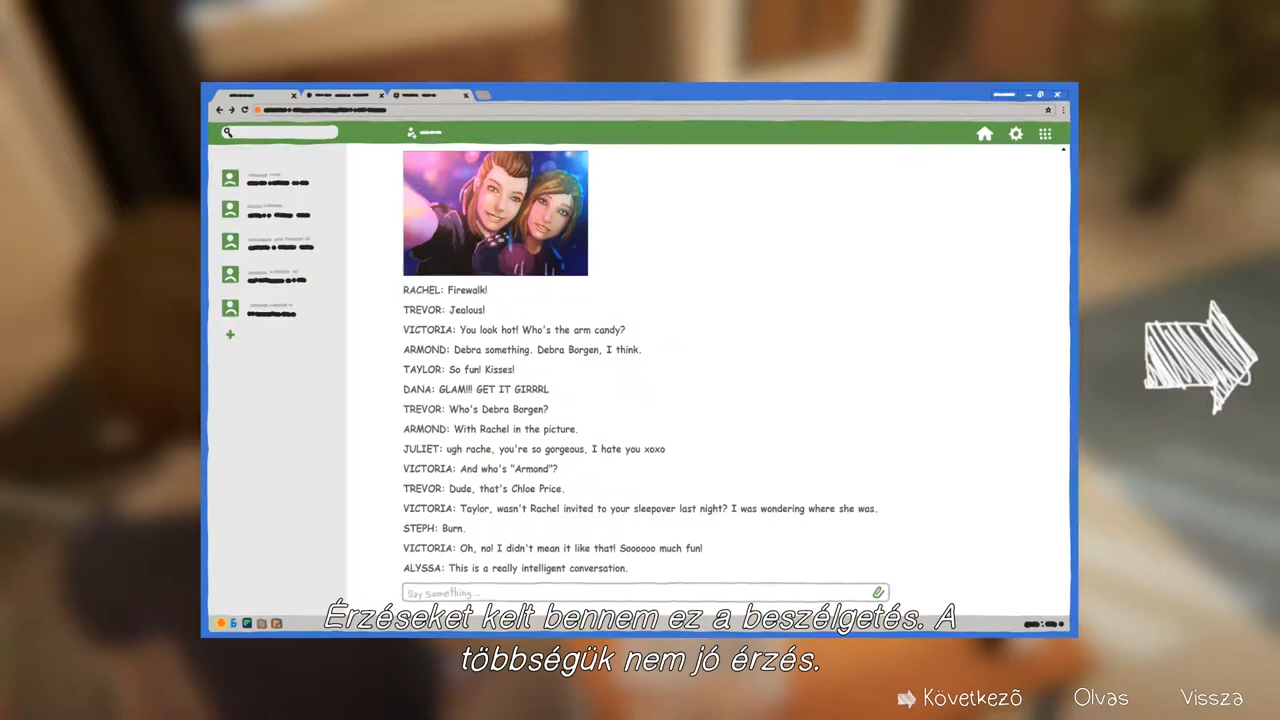 RACHEL: Firewalk!
TREVOR: Jealous!
VICTORIA: You look hot! Who's the arm candy?
ARMOND: Debra something. Debra Borgen, I think.
TAYLOR: So fun! Kisses!
DANA: GLAM!!! GET IT GIRRRL
TREVOR: Who's Debra Borgen?
ARMOND: With Rachel in the picture.
JULIET: ugh rache, you're so gorgeous, I hate you xoxo
VICTORIA: And who's "Armond"?
TREVOR: Dude, that's Chloe Price.
VICTORIA: Taylor, wasn't Rachel invited to your sleepover last night? I was wondering where she was.
STEPH: Burn.
VICTORIA: Oh, no! I didn't mean it like that! Soooooo much fun!
ALYSSA: This is a really intelligent conversation.
Say Something...
Érzéseket kelt bennem ez a beszélgetés. A
többségük nem jó érzés.
Következõ Olvas Vissza